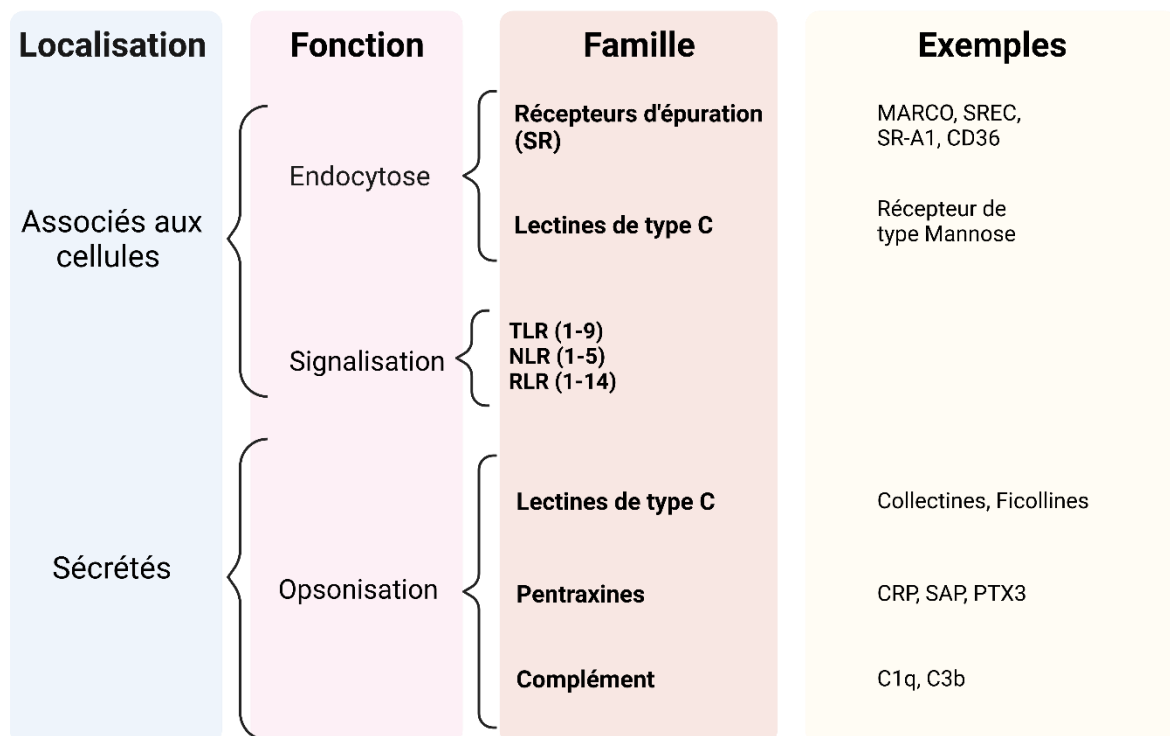 Localisation
Fonction
Famille
Exemples
Associés aux
cellules
Endocytose
Récepteurs d'épuration
(SR)
MARCO, SREC,
SR-A1, CD36
Lectines de type C
Récepteur de
type Mannose
Signalisation
TLR (1-9)
NLR (1-5)
RLR (1-14)
Sécrétés
Opsonisation
Lectines de type C
Collectines, Ficollines
Pentraxines
CRP, SAP, PTX3
Complément
C1q, C3b